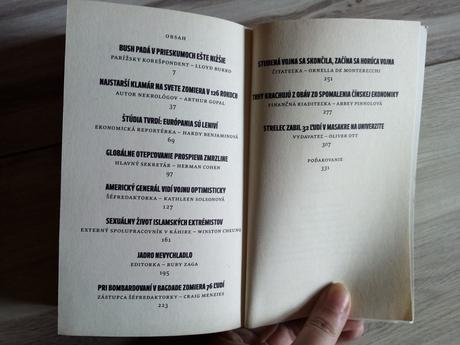 OBSAH
BUSH PADÁ V PRIESKUMOCH EŠTE NIŽŠIE
PARÍŽSKY KOREŠPONDENT – LLOYD BURKO
7
NAJSTARŠÍ KLAMÁR NA SVETE ZOMIERA V 126 ROKOCH
AUTOR NEKROLÓGOV – ARTHUR GOPAL
37
ŠTÚDIA TVRDÍ: EURÓPANIA SÚ LENIVÍ
EKONOMICKÁ REPORTÉRKA – HARDY BENJAMINOVÁ
69
GLOBÁLNE OTEPĽOVANIE PROSPIEVA ZMRZLINE
HLAVNÝ SEKRETÁR – HERMAN COHEN
97
AMERICKÝ GENERÁL VIDÍ VOJNU OPTIMISTICKY
ŠÉFREDAKTORKA – KATHLEEN SOLSONOVÁ
127
SEXUÁLNY ŽIVOT ISLAMSKÝCH EXTRÉMISTOV
EXTERNÝ SPOLUPRACOVNÍK V KÁHIRE – WINSTON CHEUNG
161
JADRO NEVYCHLADLO
EDITORKA – RUBY ZAGA
195
PRI BOMBARDOVANÍ V BAGDADE ZOMIERA 76 ĽUDÍ
ZÁSTUPCA ŠÉFREDAKTORKY – CRAIG MENZIES
223
STUDENÁ VOJNA SA SKONČILA, ZAČÍNA SA HORÚCA VOJNA
ČITATEĽKA – ORNELLA DE MONTERECCHI
251
TRHY KRACHUJÚ Z OBÁV ZO SPOMALENIA ČÍNSKEJ EKONOMIKY
FINANČNÁ RIADITEĽKA – ABBEY PINNOLOVÁ
277
STRELEC ZABIL 32 ĽUDÍ V MASAKRE NA UNIVERZITE
VYDAVATEĽ – OLIVER OTT
307
POĎAKOVANIE
331